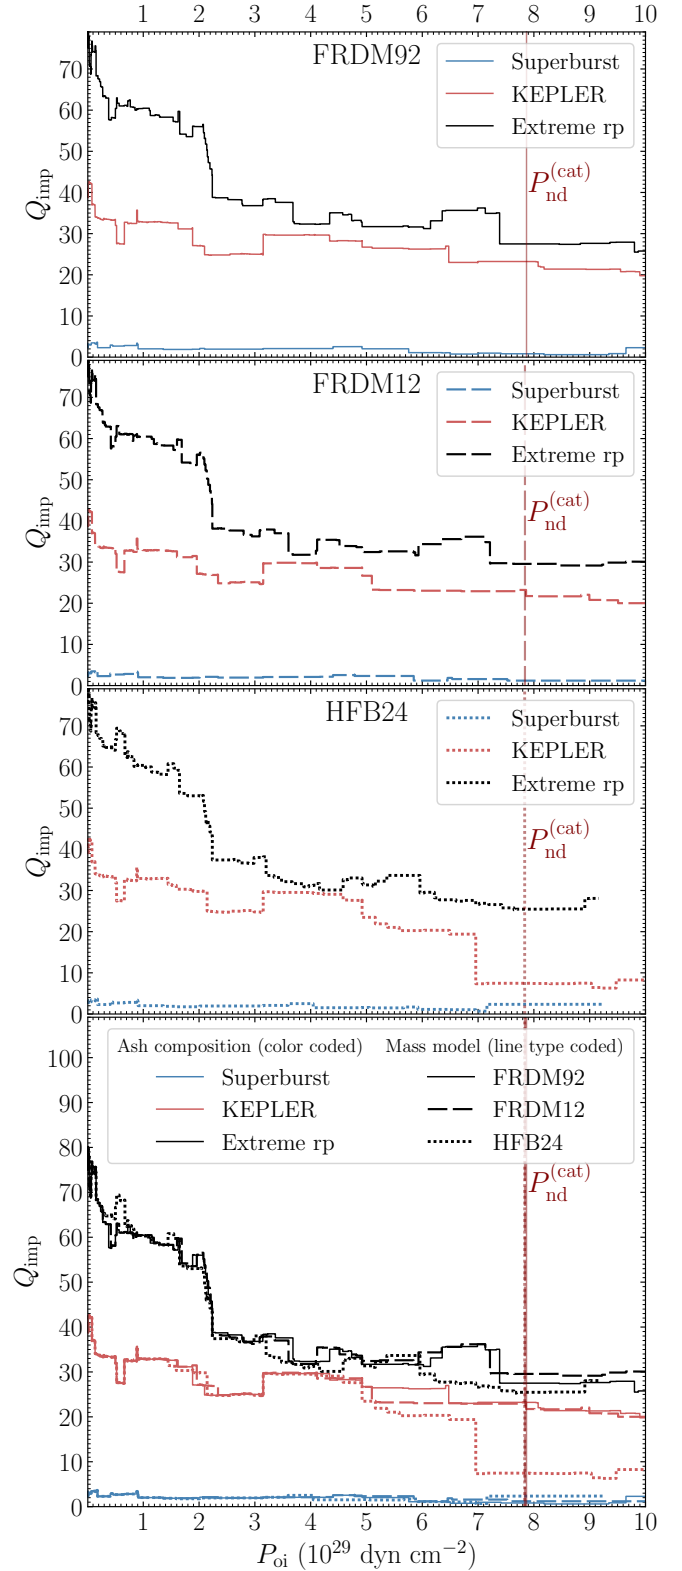 1 2 3 4 5 6 7 8 9 10
FRDM92
Superburst
KEPLER
Extreme rp
P_nd^(cat)
Q_imp
70
60
50
40
30
20
10
0
FRDM12
Superburst
KEPLER
Extreme rp
P_nd^(cat)
Q_imp
70
60
50
40
30
20
10
0
HFB24
Superburst
KEPLER
Extreme rp
P_nd^(cat)
Q_imp
70
60
50
40
30
20
10
0
Ash composition (color coded) Mass model (line type coded)
Superburst FRDM92
KEPLER FRDM12
Extreme rp HFB24
P_nd^(cat)
Q_imp
100
90
80
70
60
50
40
30
20
10
0
1 2 3 4 5 6 7 8 9 10
P_oi (10^29 dyn cm^−2)